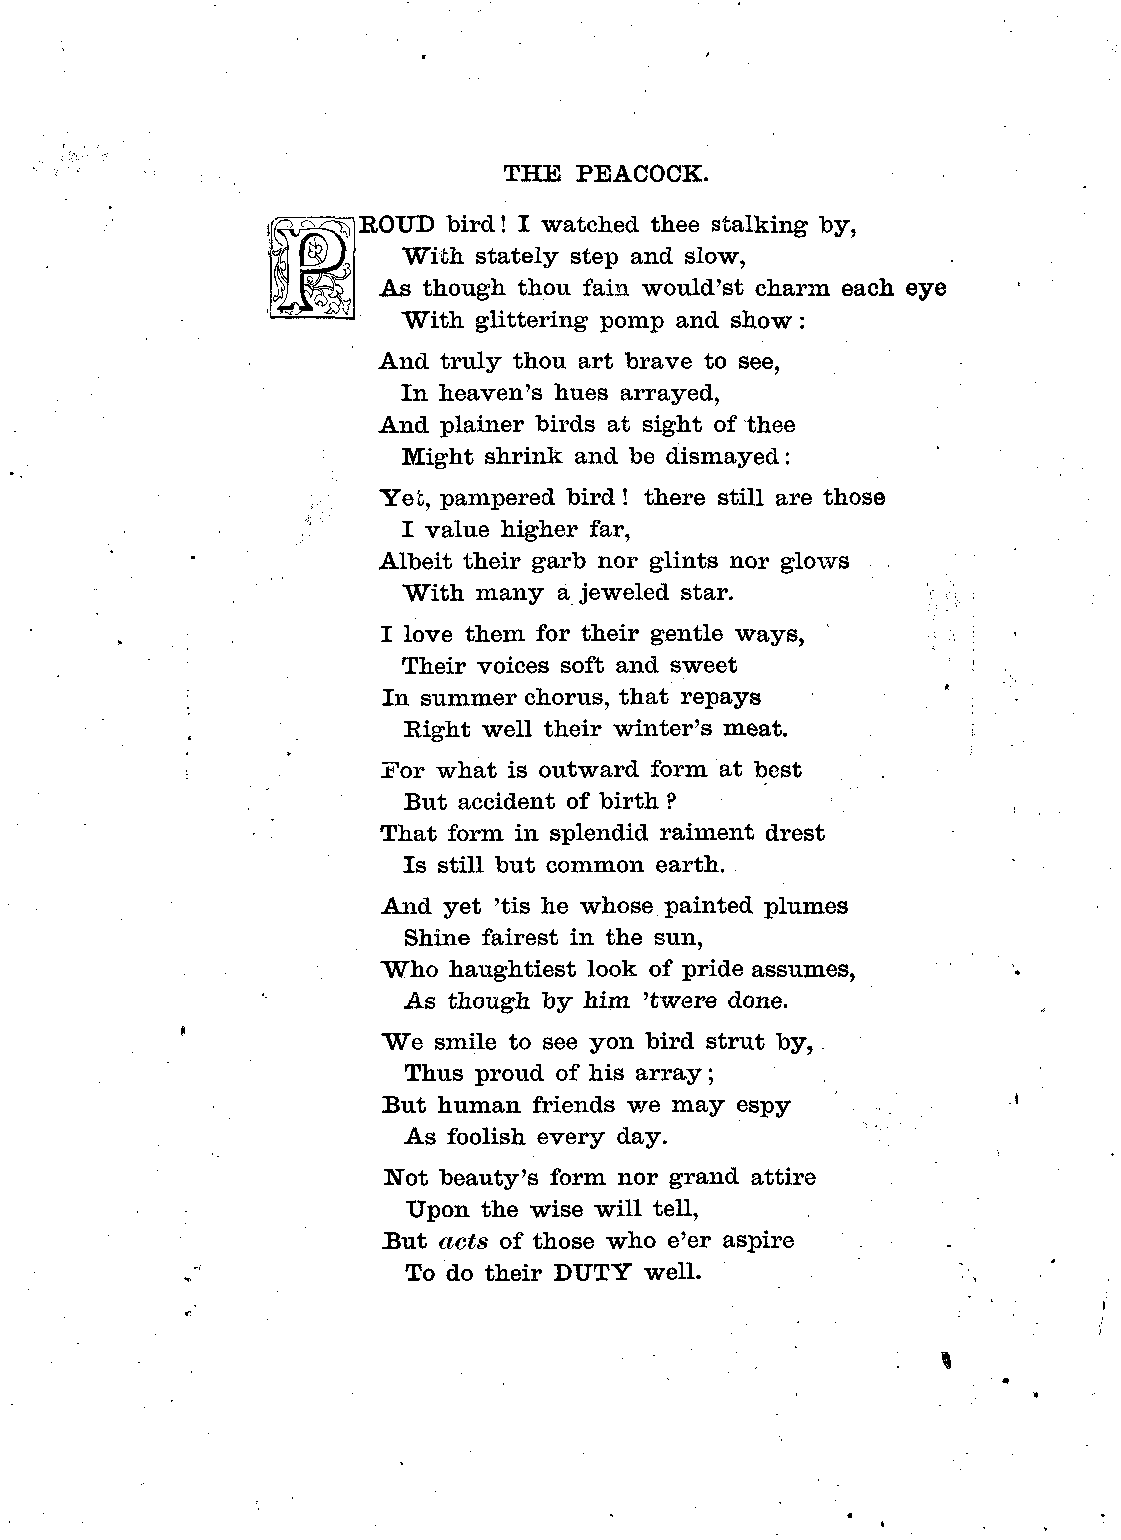 THE PEACOCK.
PROUD bird! I watched thee stalking by,
With stately step and slow,
As though thou fain would'st charm each eye
With glittering pomp and show:
And truly thou art brave to see,
In heaven's hues arrayed,
And plainer birds at sight of thee
Might shrink and be dismayed:
Yet, pampered bird! there still are those
I value higher far,
Albeit their garb nor glints nor glows
With many a jeweled star.
I love them for their gentle ways,
Their voices soft and sweet
In summer chorus, that repays
Right well their winter's meat.
For what is outward form at best
But accident of birth?
That form in splendid raiment drest
Is still but common earth.
And yet 'tis he whose painted plumes
Shine fairest in the sun,
Who haughtiest look of pride assumes,
As though by him 'twere done.
We smile to see yon bird strut by,
Thus proud of his array;
But human friends we may espy
As foolish every day.
Not beauty's form nor grand attire
Upon the wise will tell,
But acts of those who e'er aspire
To do their DUTY well.